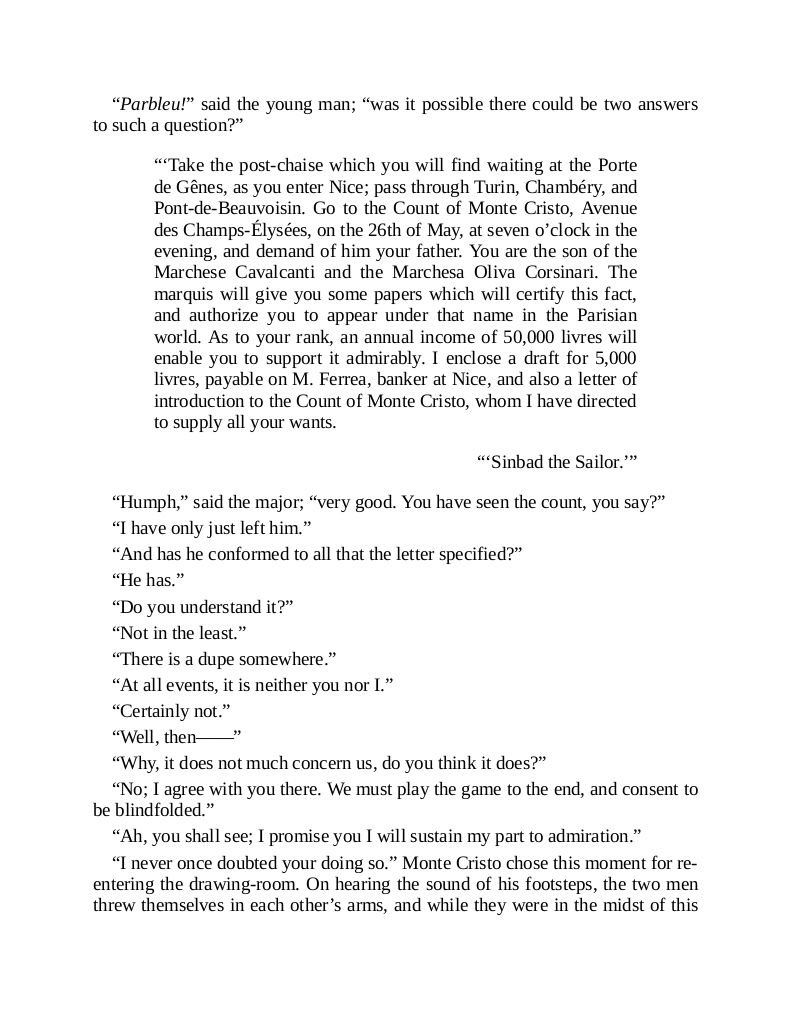 “Parbleu!” said the young man; “was it possible there could be two answers
to such a question?”
“‘Take the post-chaise which you will find waiting at the Porte
de Gênes, as you enter Nice; pass through Turin, Chambéry, and
Pont-de-Beauvoisin. Go to the Count of Monte Cristo, Avenue
des Champs-Élysées, on the 26th of May, at seven o’clock in the
evening, and demand of him your father. You are the son of the
Marchese Cavalcanti and the Marchesa Oliva Corsinari. The
marquis will give you some papers which will certify this fact,
and authorize you to appear under that name in the Parisian
world. As to your rank, an annual income of 50,000 livres will
enable you to support it admirably. I enclose a draft for 5,000
livres, payable on M. Ferrea, banker at Nice, and also a letter of
introduction to the Count of Monte Cristo, whom I have directed
to supply all your wants.
“‘Sinbad the Sailor.’”
“Humph,” said the major; “very good. You have seen the count, you say?”
“I have only just left him.”
“And has he conformed to all that the letter specified?”
“He has.”
“Do you understand it?”
“Not in the least.”
“There is a dupe somewhere.”
“At all events, it is neither you nor I.”
“Certainly not.”
“Well, then——”
“Why, it does not much concern us, do you think it does?”
“No; I agree with you there. We must play the game to the end, and consent to
be blindfolded.”
“Ah, you shall see; I promise you I will sustain my part to admiration.”
“I never once doubted your doing so.” Monte Cristo chose this moment for re-
entering the drawing-room. On hearing the sound of his footsteps, the two men
threw themselves in each other’s arms, and while they were in the midst of this